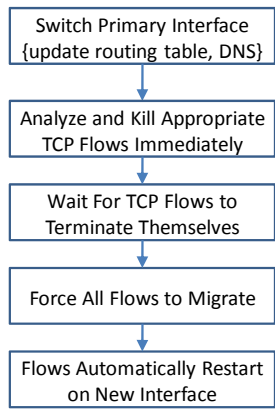 Switch Primary Interface
{update routing table, DNS}
Analyze and Kill Appropriate
TCP Flows Immediately
Wait For TCP Flows to
Terminate Themselves
Force All Flows to Migrate
Flows Automatically Restart
on New Interface